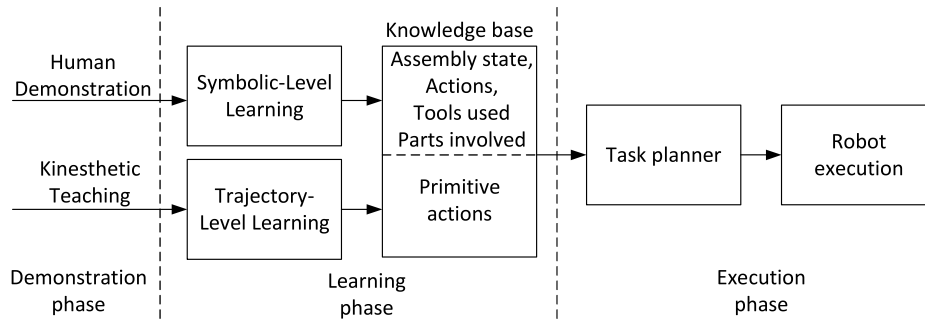 Human
Demonstration
Symbolic-Level
Learning
Knowledge base
Assembly state,
Actions,
Tools used
Parts involved
Primitive
actions
Kinesthetic
Teaching
Trajectory-
Level Learning
Task planner
Robot
execution
Demonstration
phase
Learning
phase
Execution
phase